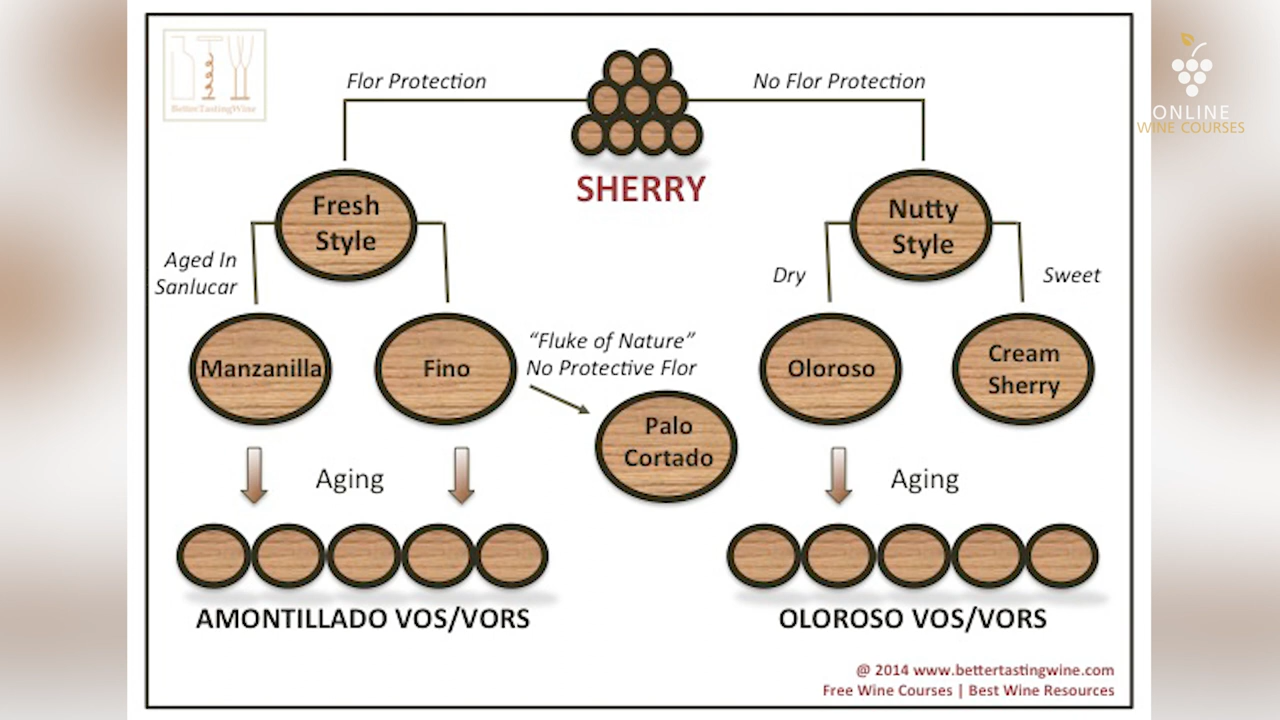 BetterTastingWine
Flor Protection
No Flor Protection
ONLINE
WINE COURSES
SHERRY
Fresh
Style
Nutty
Style
Aged In
Sanlucar
Dry
Sweet
Manzanilla
Fino
"Fluke of Nature"
No Protective Flor
Palo
Cortado
Oloroso
Cream
Sherry
Aging
Aging
AMONTILLADO VOS/VORS
OLOROSO VOS/VORS
@ 2014 www.bettertastingwine.com
Free Wine Courses | Best Wine Resources